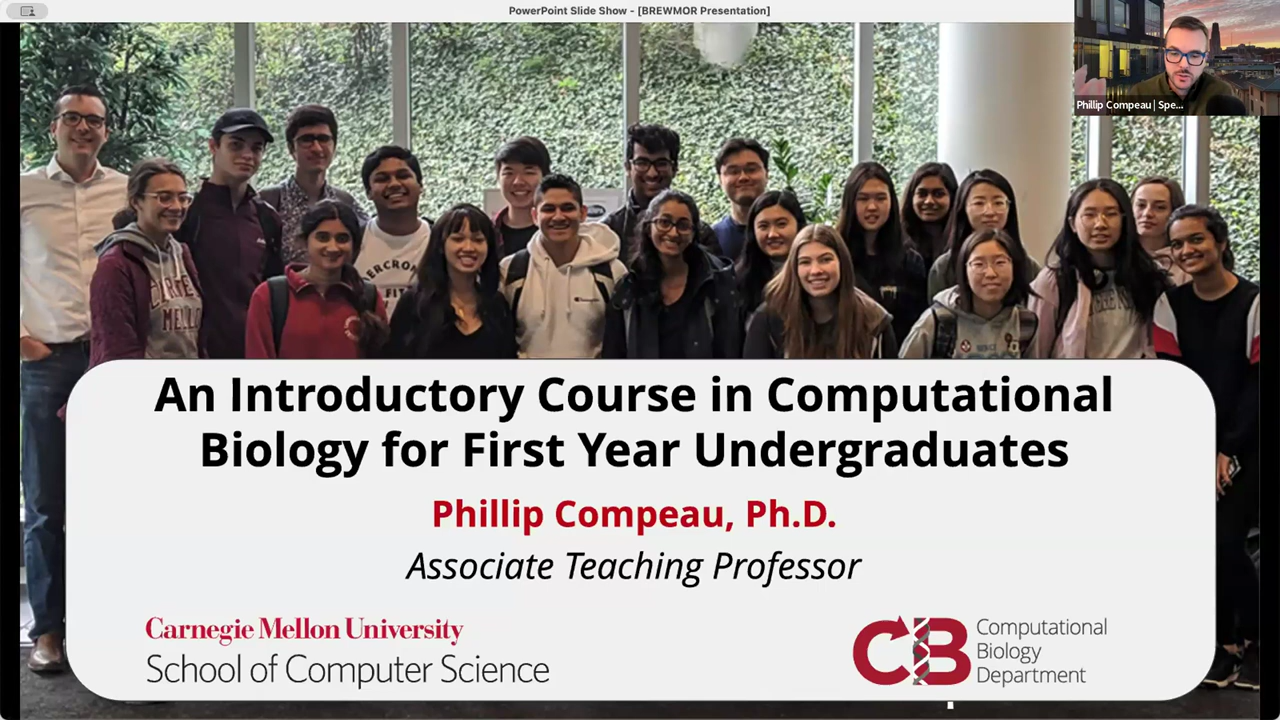 PowerPoint Slide Show - [BREWMOR Presentation]
Phillip Compeau | Spe...
An Introductory Course in Computational
Biology for First Year Undergraduates
Phillip Compeau, Ph.D.
Associate Teaching Professor
Carnegie Mellon University
School of Computer Science
CB
Computational
Biology
Department